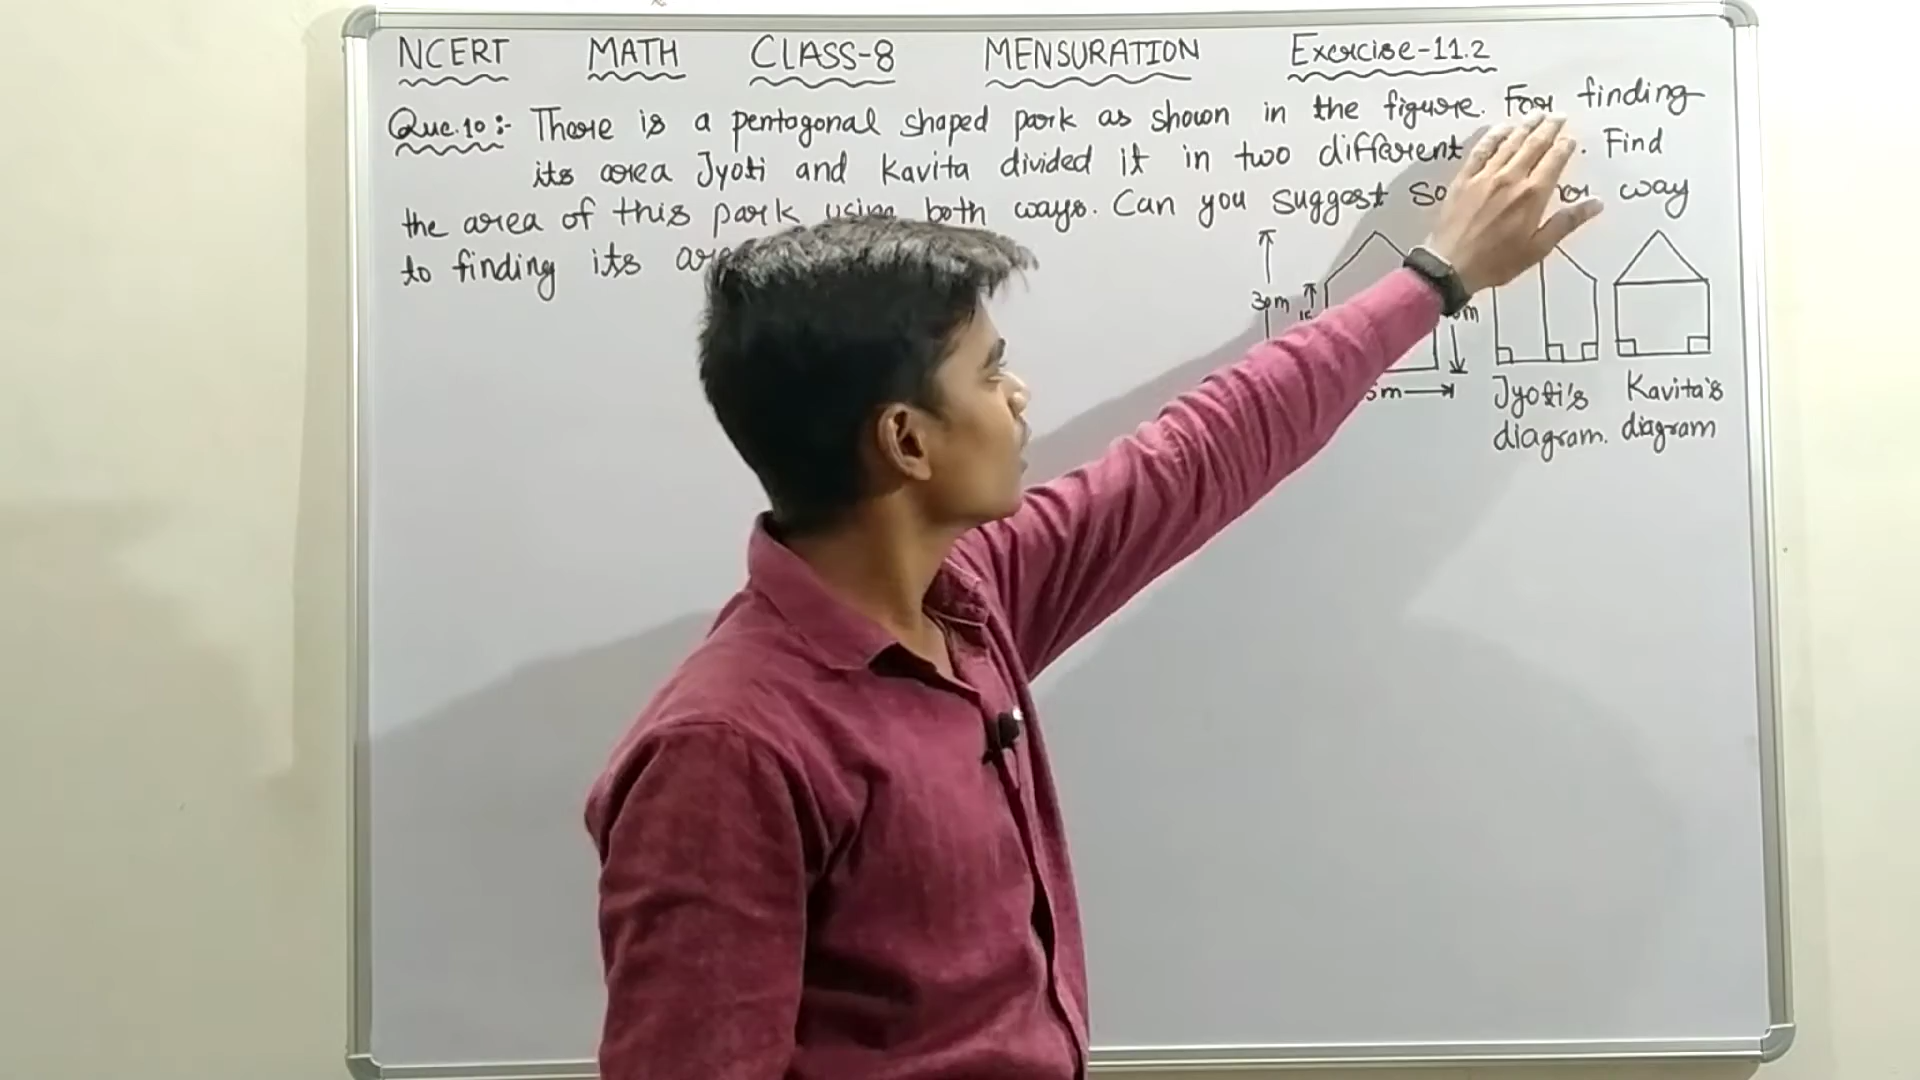 NCERT MATH CLASS-8 MENSURATION Exercise-11.2
Que.10:- There is a pentagonal shaped park as shown in the figure. For finding
its area Jyoti and Kavita divided it in two different . Find
the area of this park using both ways. Can you suggest way
to finding its
30m
Jyoti's diagram.
Kavita's diagram